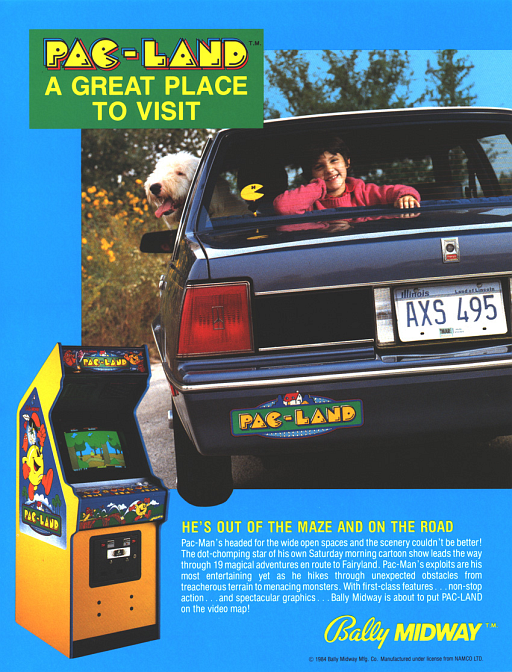 PAC-LAND T.M.
A GREAT PLACE
TO VISIT
Illinois Land of Lincoln
AXS 495
PAC-LAND
PAC-LAND
PAC-LAND
HE'S OUT OF THE MAZE AND ON THE ROAD
Pac-Man's headed for the wide open spaces and the scenery couldn't be better!
The dot-chomping star of his own Saturday morning cartoon show leads the way
through 19 magical adventures en route to Fairyland. Pac-Man's exploits are his
most entertaining yet as he hikes through unexpected obstacles from
treacherous terrain to menacing monsters. With first-class features . . . non-stop
action . . . and spectacular graphics . . . Bally Midway is about to put PAC-LAND
on the video map!
Bally MIDWAY T.M.
© 1984 Bally Midway Mfg. Co. Manufactured under license from NAMCO LTD.